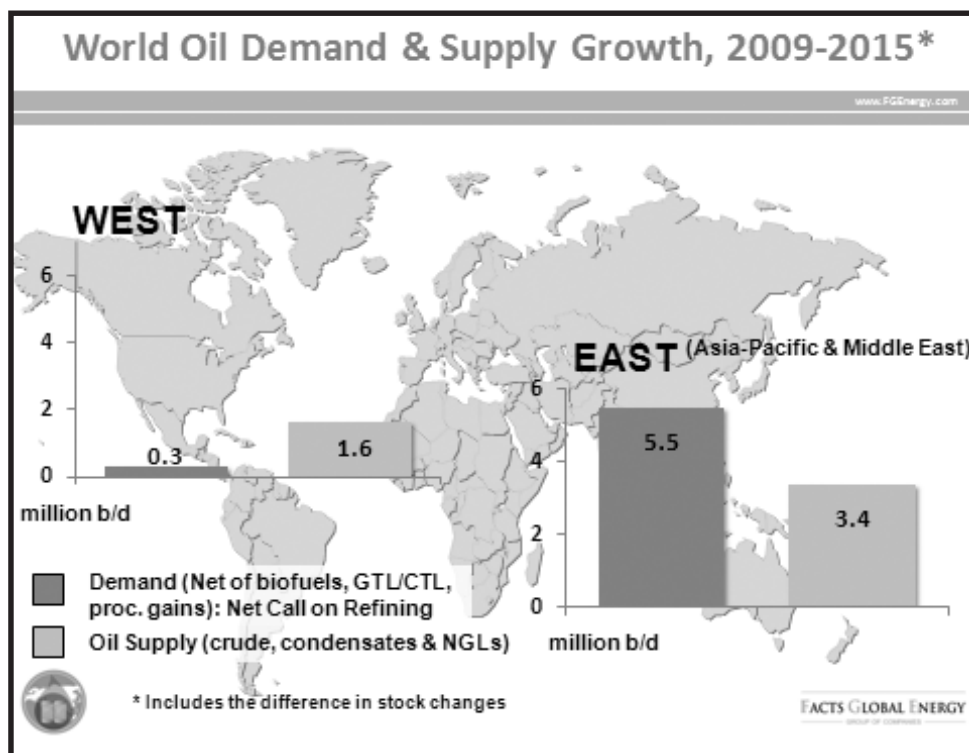 World Oil Demand & Supply Growth, 2009-2015*
www.FGEnergy.com
WEST
6
4
2
0
0.3
1.6
million b/d
EAST (Asia-Pacific & Middle East)
6
4
2
0
5.5
3.4
million b/d
Demand (Net of biofuels, GTL/CTL,
proc. gains): Net Call on Refining
Oil Supply (crude, condensates & NGLs)
* Includes the difference in stock changes
FACTS GLOBAL ENERGY
GROUP OF COMPANIES